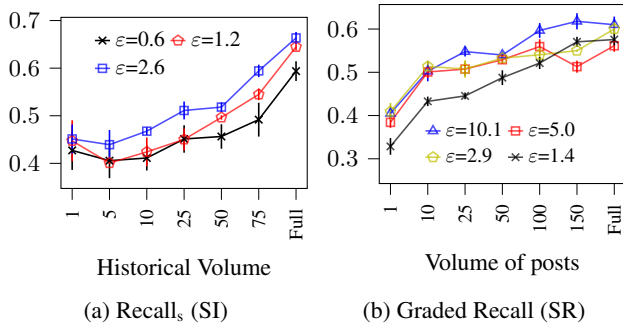 0.7
0.6
0.5
0.4
ε=0.6 ε=1.2
ε=2.6
1 5 10 25 50 75 Full
Historical Volume
(a) Recallₛ (SI)
0.6
0.5
0.4
0.3
ε=10.1 ε=5.0
ε=2.9 ε=1.4
1 10 25 50 100 150 Full
Volume of posts
(b) Graded Recall (SR)